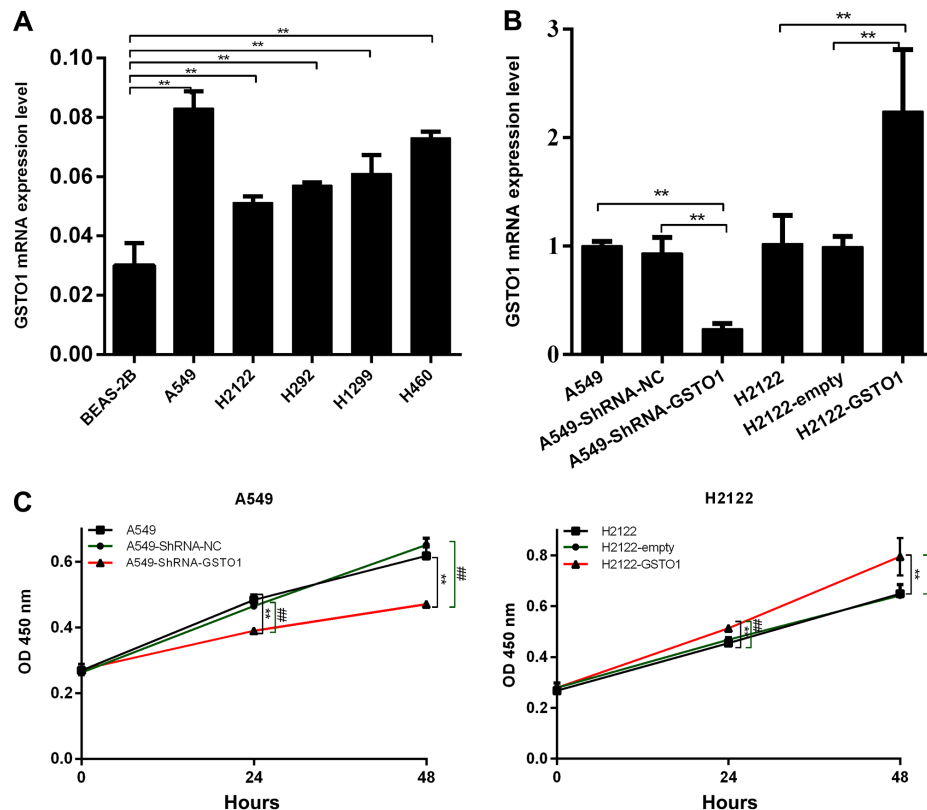 A
GSTO1 mRNA expression level
0.10
0.08
0.06
0.04
0.02
0.00
**
**
**
**
**
BEAS-2B
A549
H2122
H292
H1299
H460
B
GSTO1 mRNA expression level
3
2
1
0
**
**
**
**
A549
A549-ShRNA-NC
A549-ShRNA-GSTO1
H2122
H2122-empty
H2122-GSTO1
C
A549
A549
A549-ShRNA-NC
A549-ShRNA-GSTO1
OD 450 nm
0.6
0.4
0.2
0.0
**
##
**
##
0
24
48
Hours
H2122
H2122
H2122-empty
H2122-GSTO1
OD 450 nm
0.8
0.6
0.4
0.2
0.0
**
##
**
0
24
48
Hours